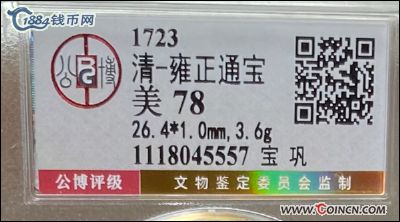 1884钱币网
1723
公博
清-雍正通宝
美 78
26.4*1.0mm,3.6g
1118045557 宝巩
公博评级 文物鉴定委员会监制
www.COINCN.COM